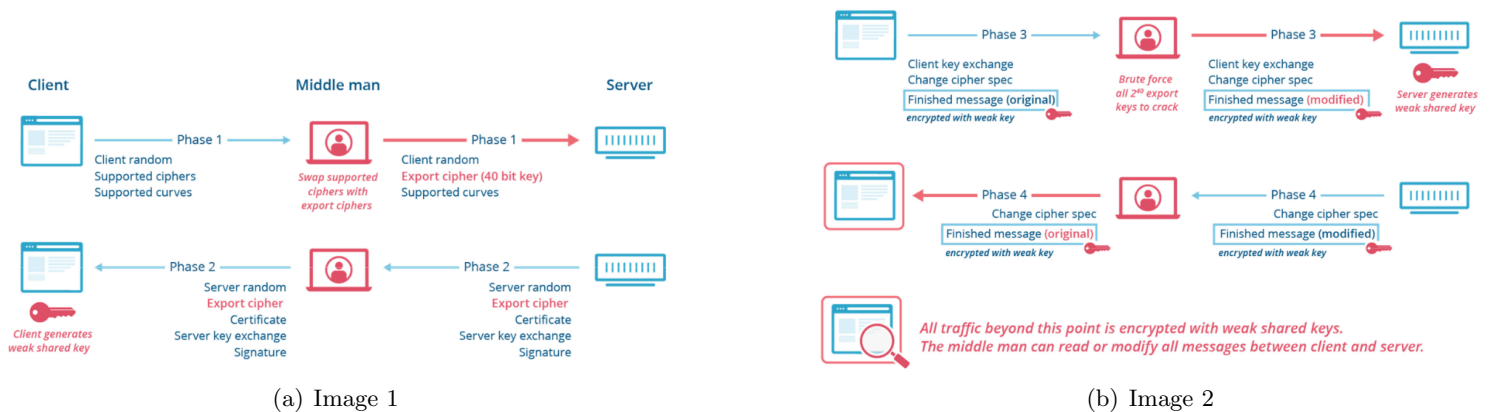 Client
Middle man
Server
Phase 1
Client random
Supported ciphers
Supported curves
Swap supported
ciphers with
export ciphers
Phase 1
Client random
Export cipher (40 bit key)
Supported curves
Client generates
weak shared key
Phase 2
Server random
Export cipher
Certificate
Server key exchange
Signature
Phase 2
Server random
Export cipher
Certificate
Server key exchange
Signature
(a) Image 1
Phase 3
Client key exchange
Change cipher spec
Finished message (original)
encrypted with weak key
Brute force
all 2⁴⁰ export
keys to crack
Phase 3
Client key exchange
Change cipher spec
Finished message (modified)
encrypted with weak key
Server generates
weak shared key
Phase 4
Change cipher spec
Finished message (original)
encrypted with weak key
Phase 4
Change cipher spec
Finished message (modified)
encrypted with weak key
All traffic beyond this point is encrypted with weak shared keys.
The middle man can read or modify all messages between client and server.
(b) Image 2